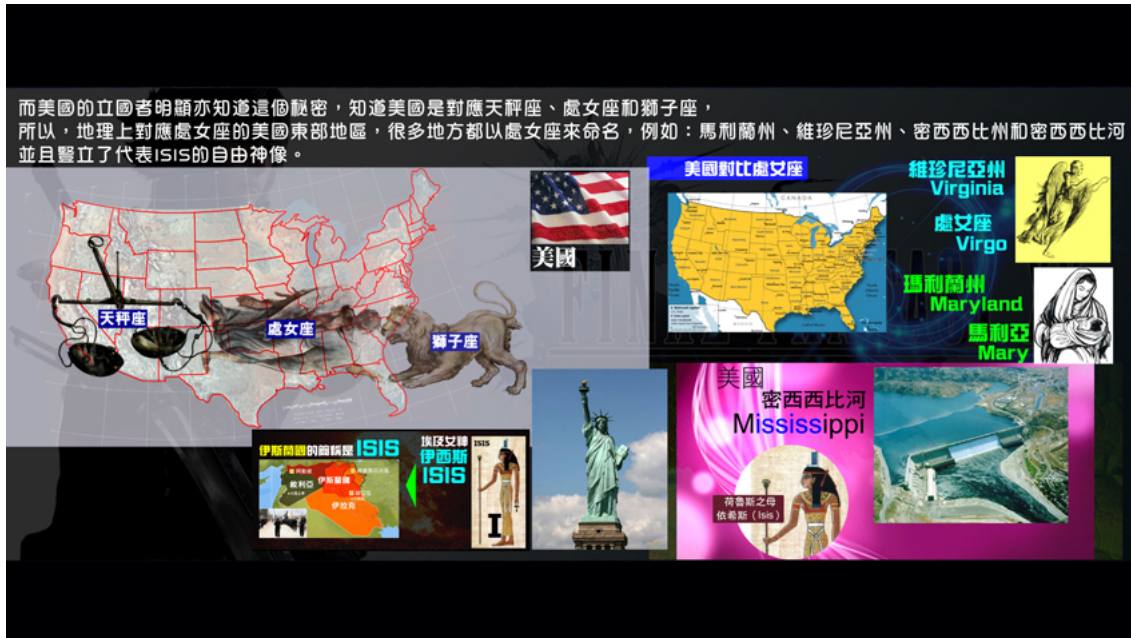 而美國的立國者明顯亦知道這個秘密，知道美國是對應天秤座、處女座和獅子座，
所以，地理上對應處女座的美國東部地區，很多地方都以處女座來命名，例如：馬利蘭州、維珍尼亞州、密西西比州和密西西比河
並且豎立了代表ISIS的自由神像。
天秤座
處女座
獅子座
美國
美國對比處女座
CANADA
MEXICO
維珍尼亞州
Virginia
處女座
Virgo
瑪利蘭州
Maryland
馬利亞
Mary
伊斯蘭國的簡稱是 ISIS
敘利亞
伊斯蘭國
伊拉克
埃及女神
伊西斯
ISIS
ISIS
I
美國
密西西比河
Mississippi
荷魯斯之母
依希斯（Isis）